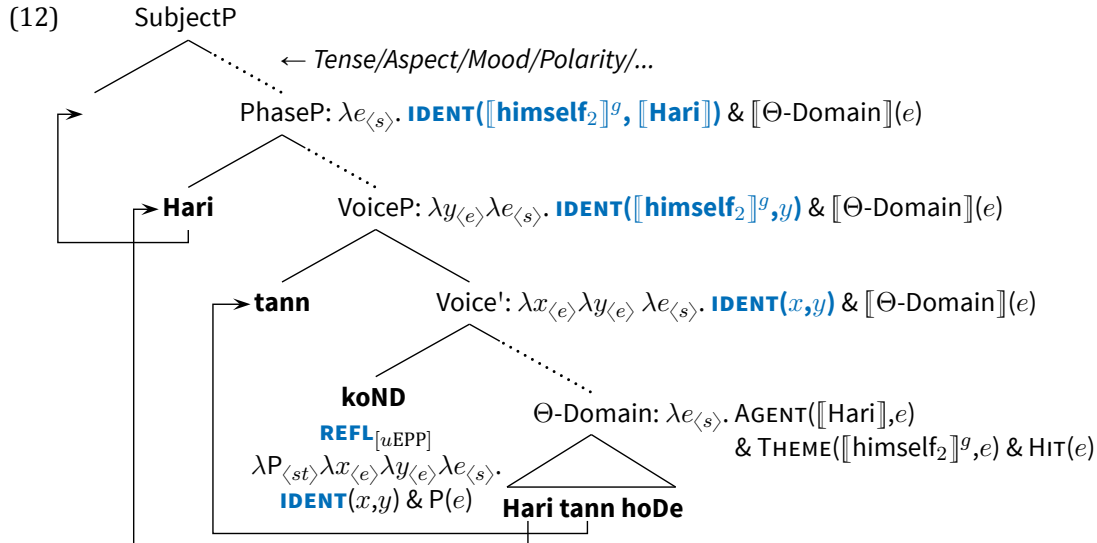 (12) SubjectP
← Tense/Aspect/Mood/Polarity/...
PhaseP: λe⟨s⟩. IDENT(⟦himself₂⟧ᵍ, ⟦Hari⟧) & ⟦Θ-Domain⟧(e)
Hari
VoiceP: λy⟨e⟩λe⟨s⟩. IDENT(⟦himself₂⟧ᵍ,y) & ⟦Θ-Domain⟧(e)
tann
Voice': λx⟨e⟩λy⟨e⟩ λe⟨s⟩. IDENT(x,y) & ⟦Θ-Domain⟧(e)
koND
REFL[uEPP]
λP⟨st⟩λx⟨e⟩λy⟨e⟩λe⟨s⟩.
IDENT(x,y) & P(e)
Θ-Domain: λe⟨s⟩. AGENT(⟦Hari⟧,e)
& THEME(⟦himself₂⟧ᵍ,e) & HIT(e)
Hari tann hoDe